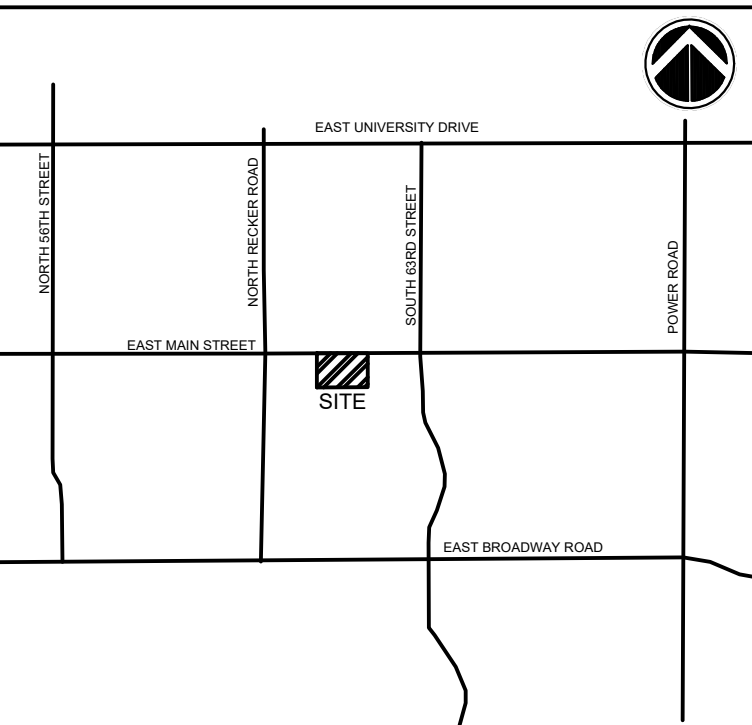 EAST UNIVERSITY DRIVE
NORTH 56TH STREET
NORTH RECKER ROAD
SOUTH 63RD STREET
POWER ROAD
EAST MAIN STREET
SITE
EAST BROADWAY ROAD